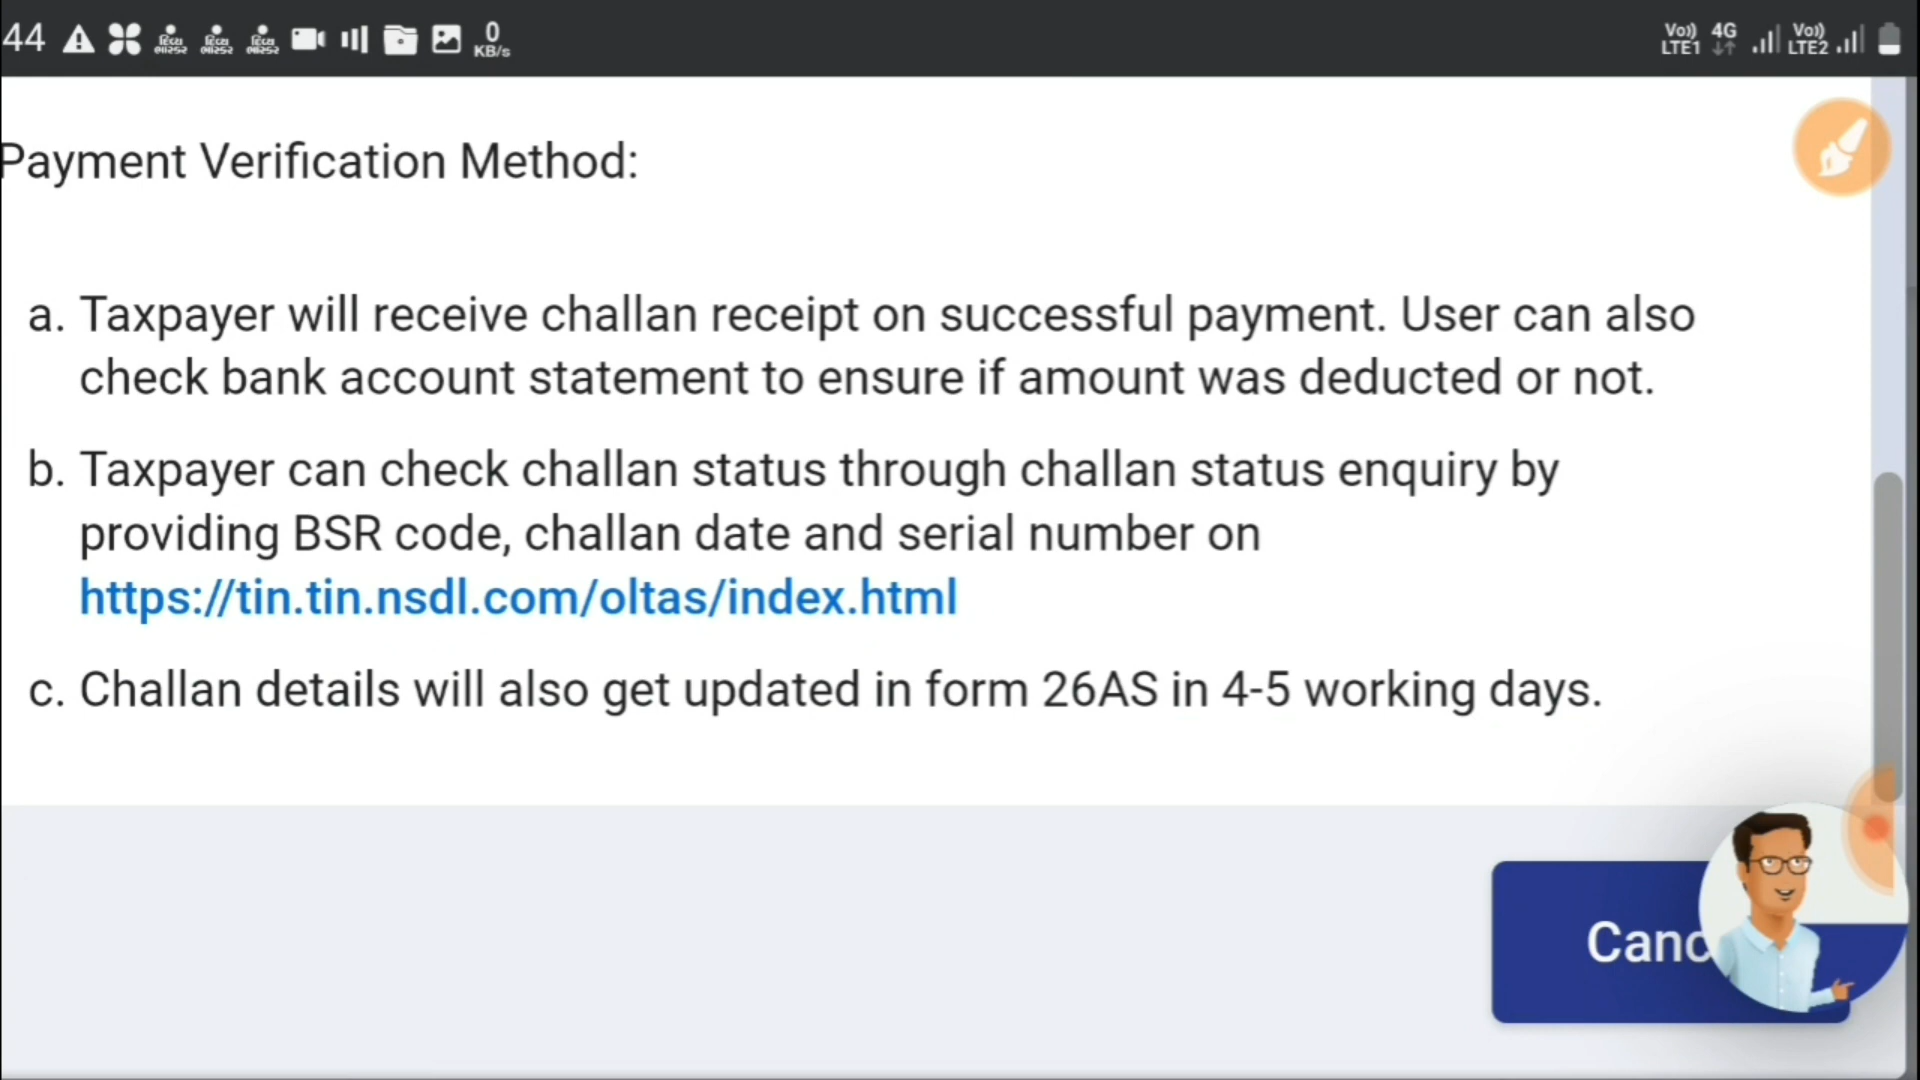 44 0 KB/s Vo)) LTE1 4G Vo)) LTE2
Payment Verification Method:
a. Taxpayer will receive challan receipt on successful payment. User can also
check bank account statement to ensure if amount was deducted or not.
b. Taxpayer can check challan status through challan status enquiry by
providing BSR code, challan date and serial number on
https://tin.tin.nsdl.com/oltas/index.html
c. Challan details will also get updated in form 26AS in 4-5 working days.
Canc